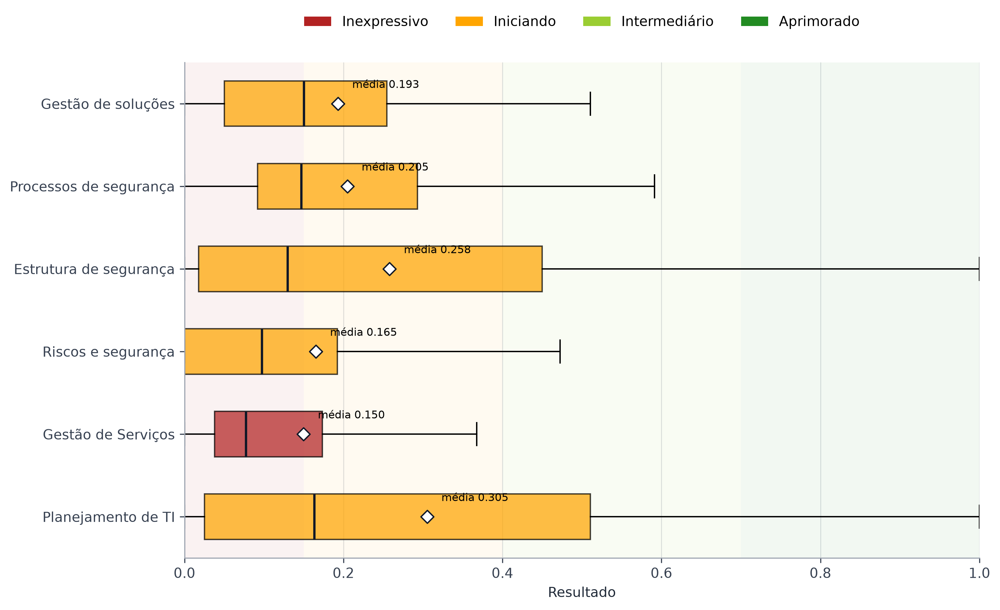 Inexpressivo Iniciando Intermediário Aprimorado
média 0.193
Gestão de soluções
média 0.205
Processos de segurança
média 0.258
Estrutura de segurança
média 0.165
Riscos e segurança
média 0.150
Gestão de Serviços
média 0.305
Planejamento de TI
0.0 0.2 0.4 0.6 0.8 1.0
Resultado